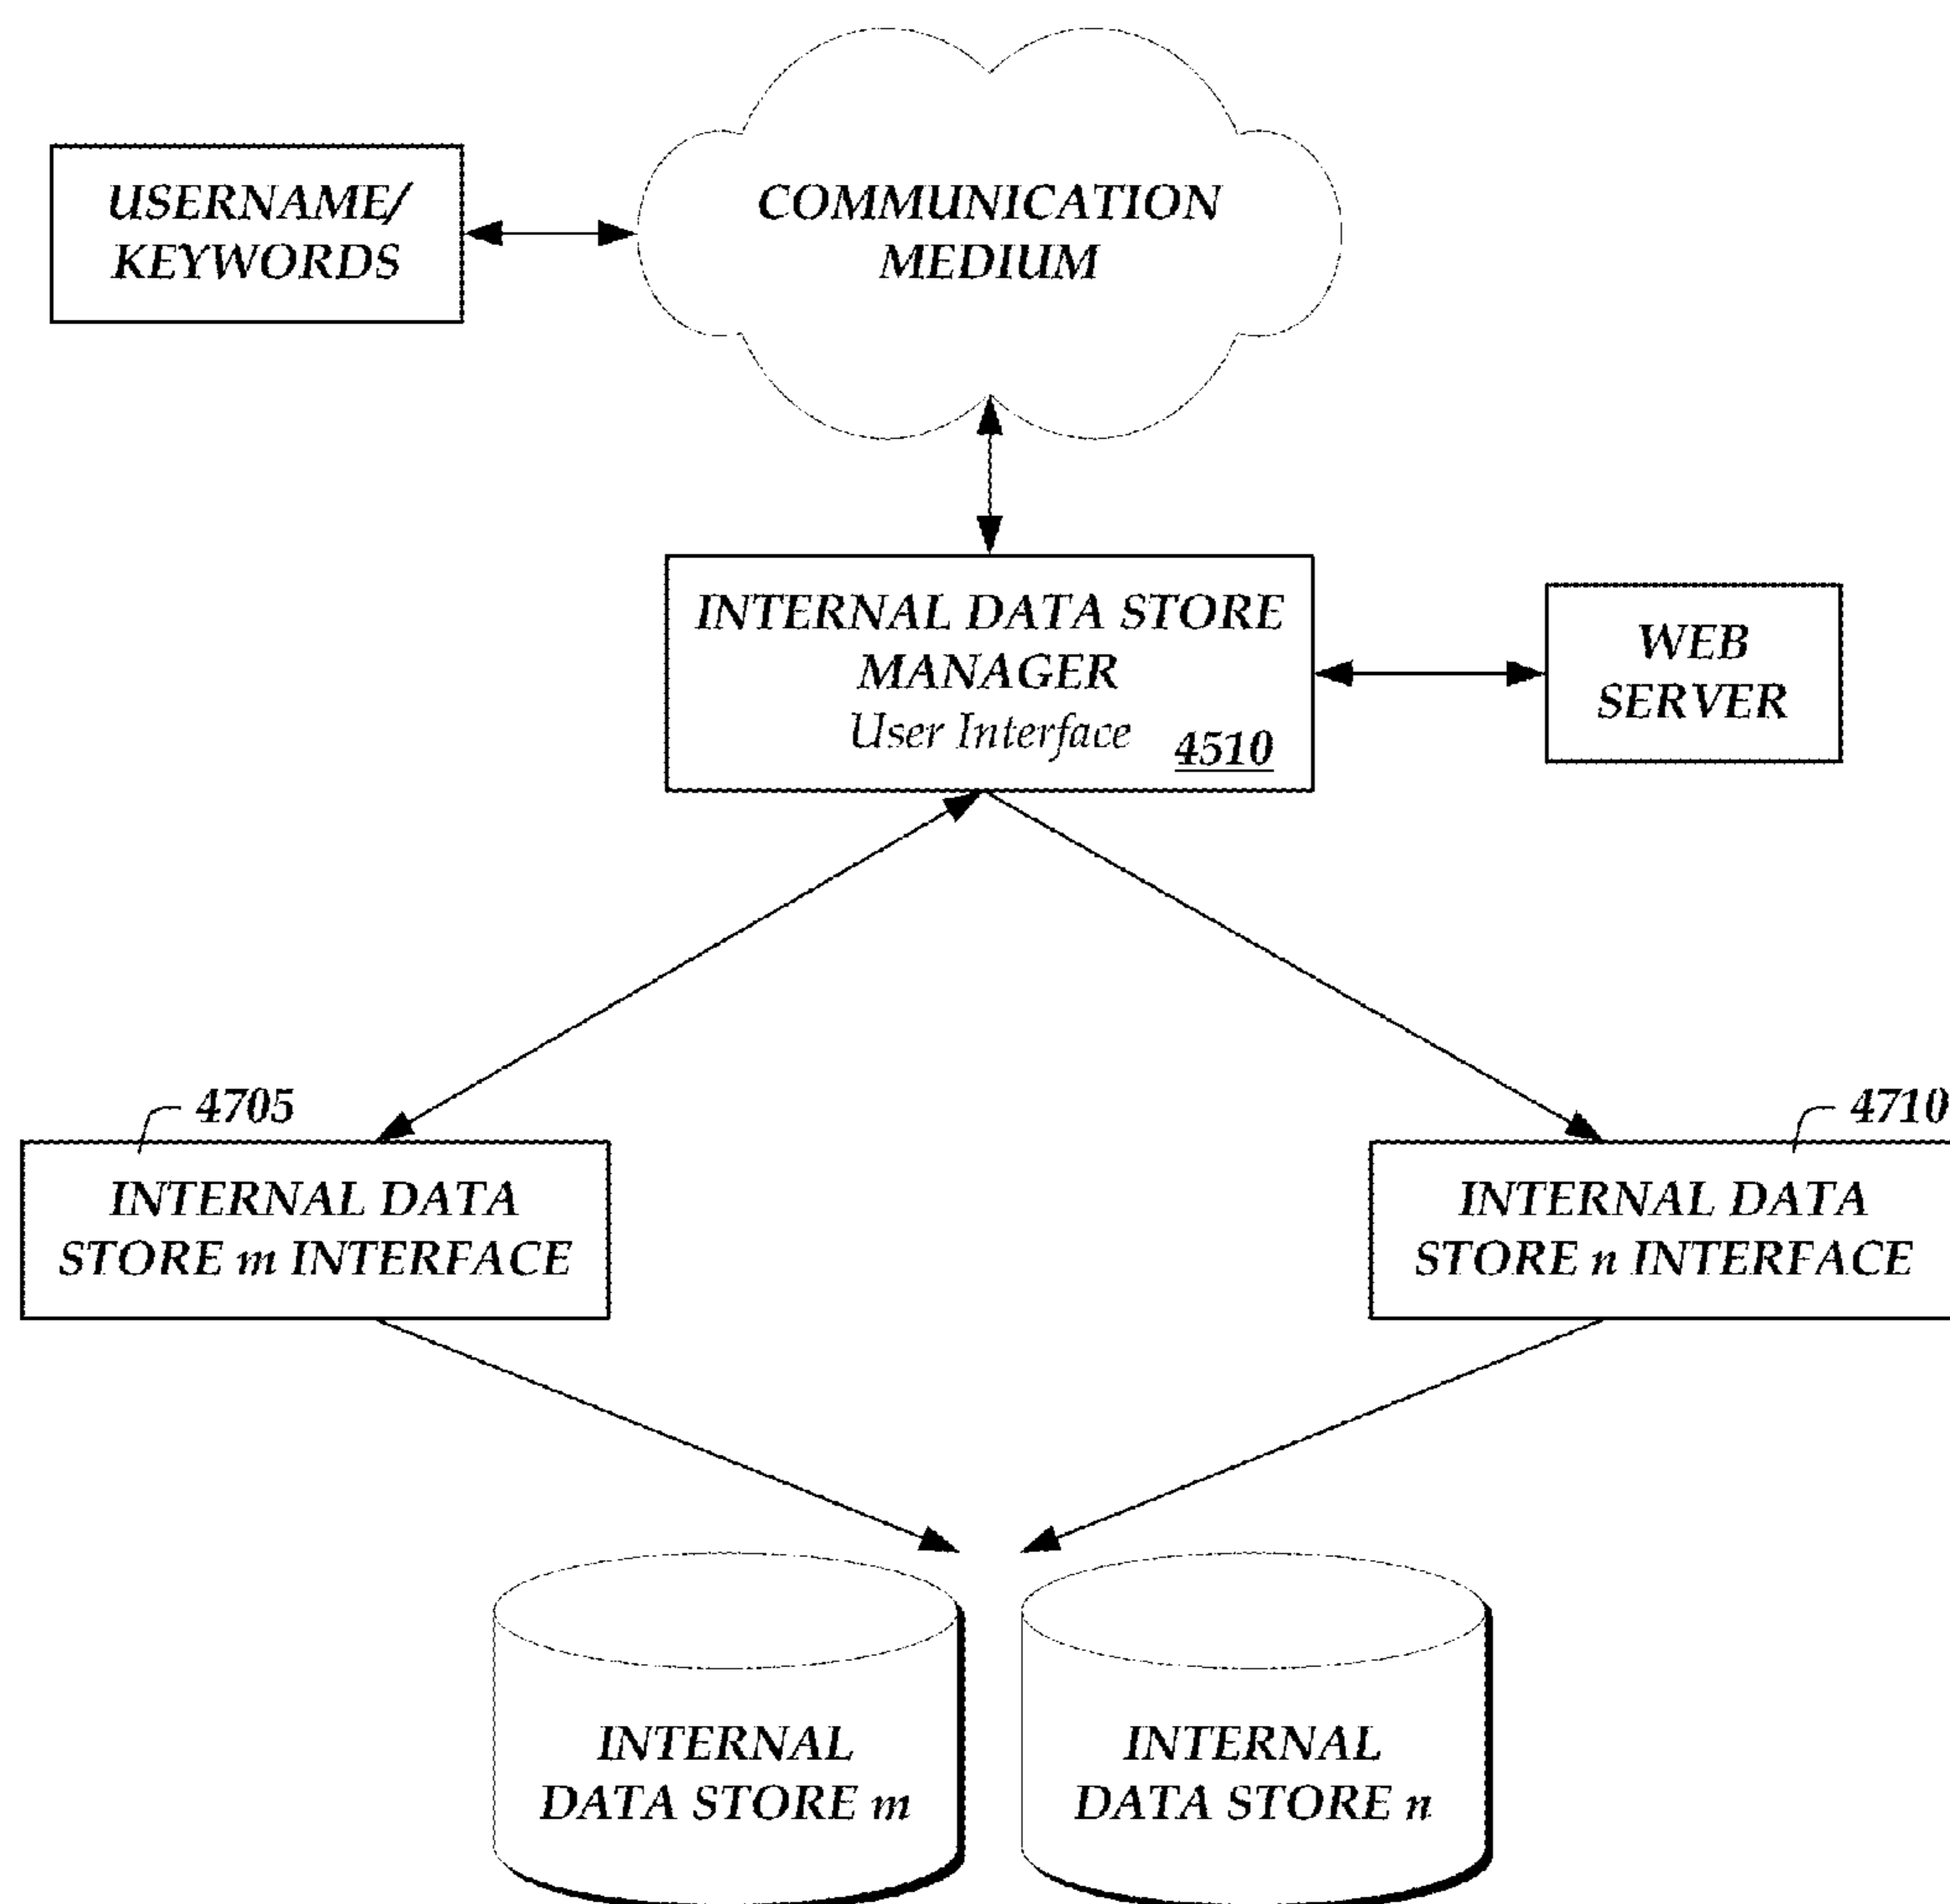 USERNAME/
KEYWORDS
COMMUNICATION
MEDIUM
INTERNAL DATA STORE
MANAGER
User Interface
4510
WEB
SERVER
4705
INTERNAL DATA
STORE m INTERFACE
4710
INTERNAL DATA
STORE n INTERFACE
INTERNAL
DATA STORE m
INTERNAL
DATA STORE n